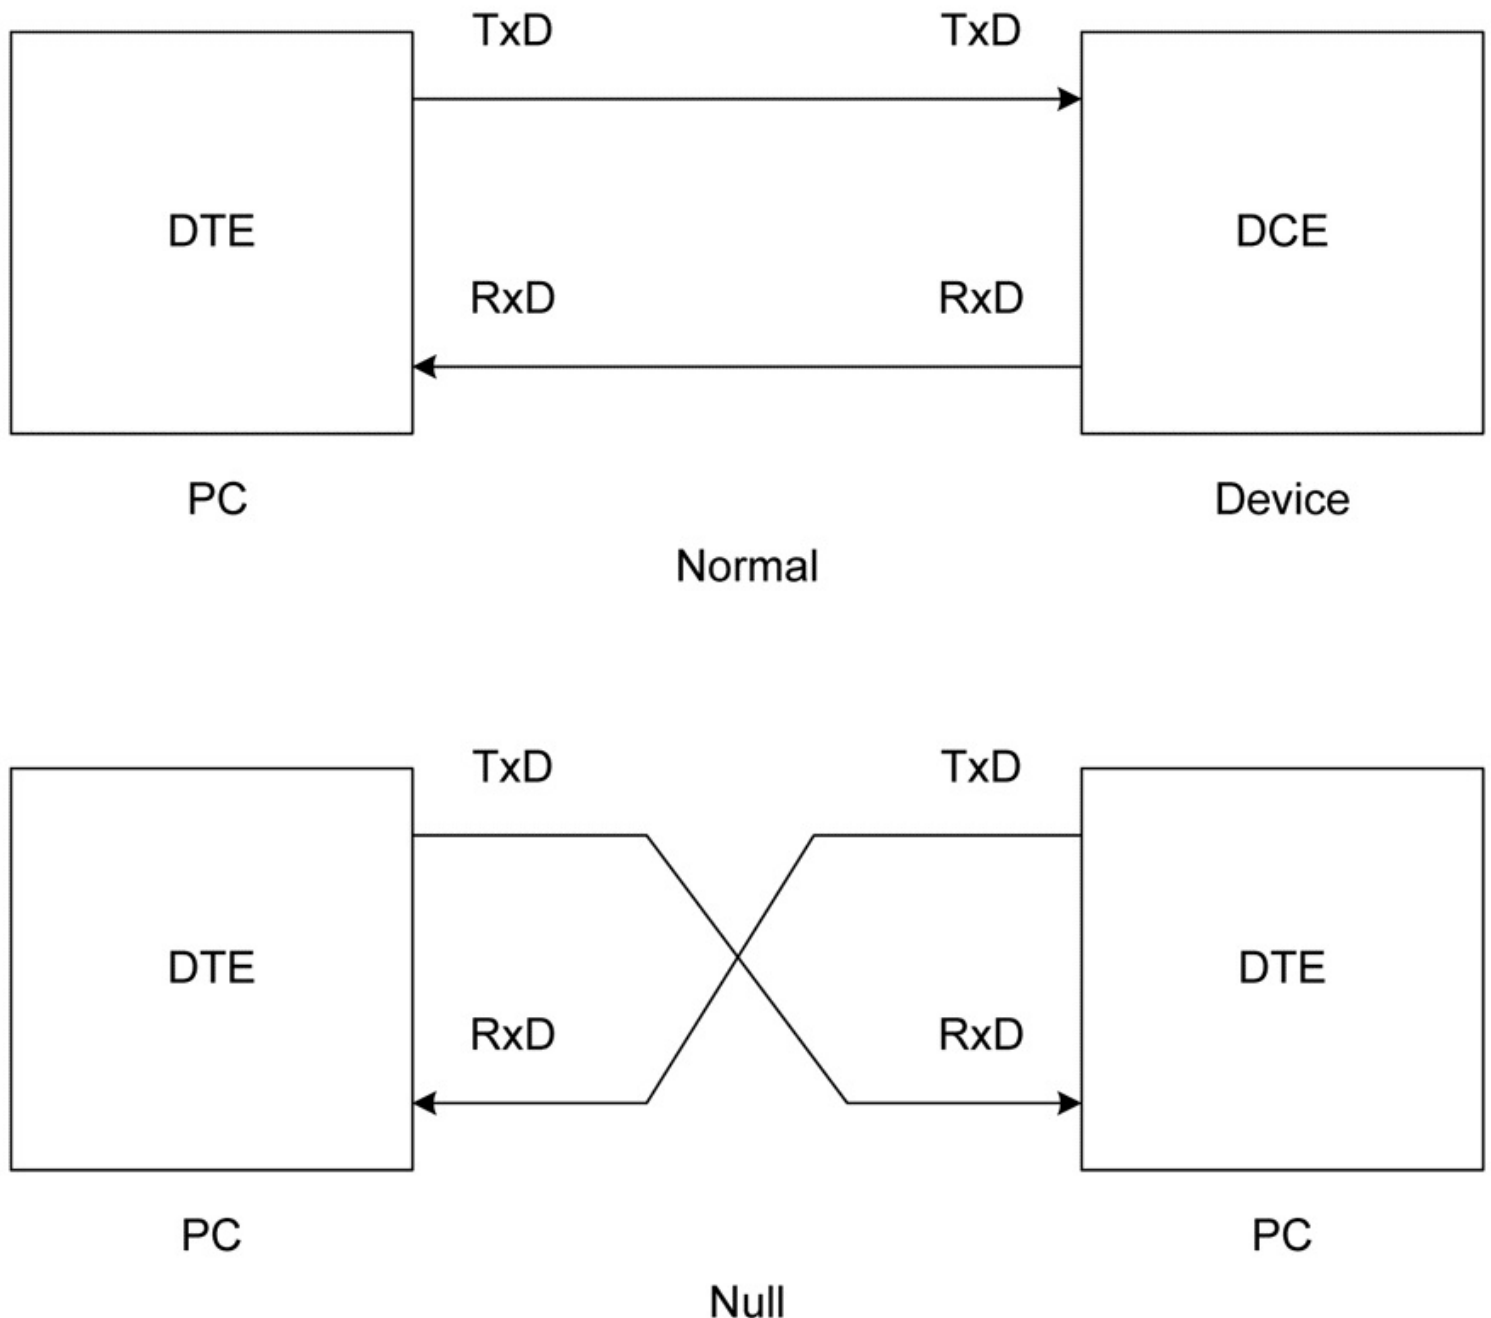 TxD TxD
DTE DCE
RxD RxD
PC Device
Normal
TxD TxD
DTE DTE
RxD RxD
PC PC
Null